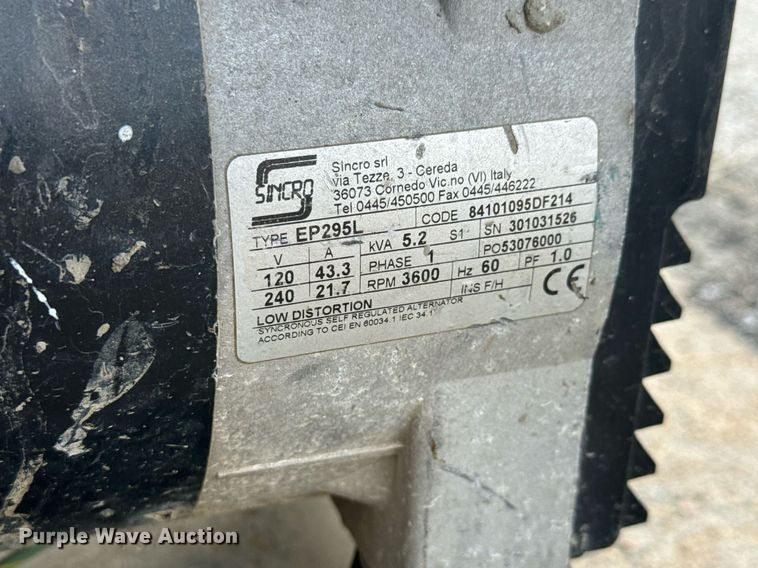 SINCRO
Sincro srl
via Tezze, 3 - Cereda
36073 Cornedo Vic.no (VI) Italy
Tel 0445/450500 Fax 0445/446222
TYPE EP295L CODE 84101095DF214
V A kVA 5.2 S1 SN 301031526
120 43.3 PHASE 1 PO53076000
240 21.7 RPM 3600 Hz 60 PF 1.0
LOW DISTORTION INS F/H CE
SYNCRONOUS SELF REGULATED ALTERNATOR
ACCORDING TO CEI EN 60034.1 IEC 34.1
Purple Wave Auction